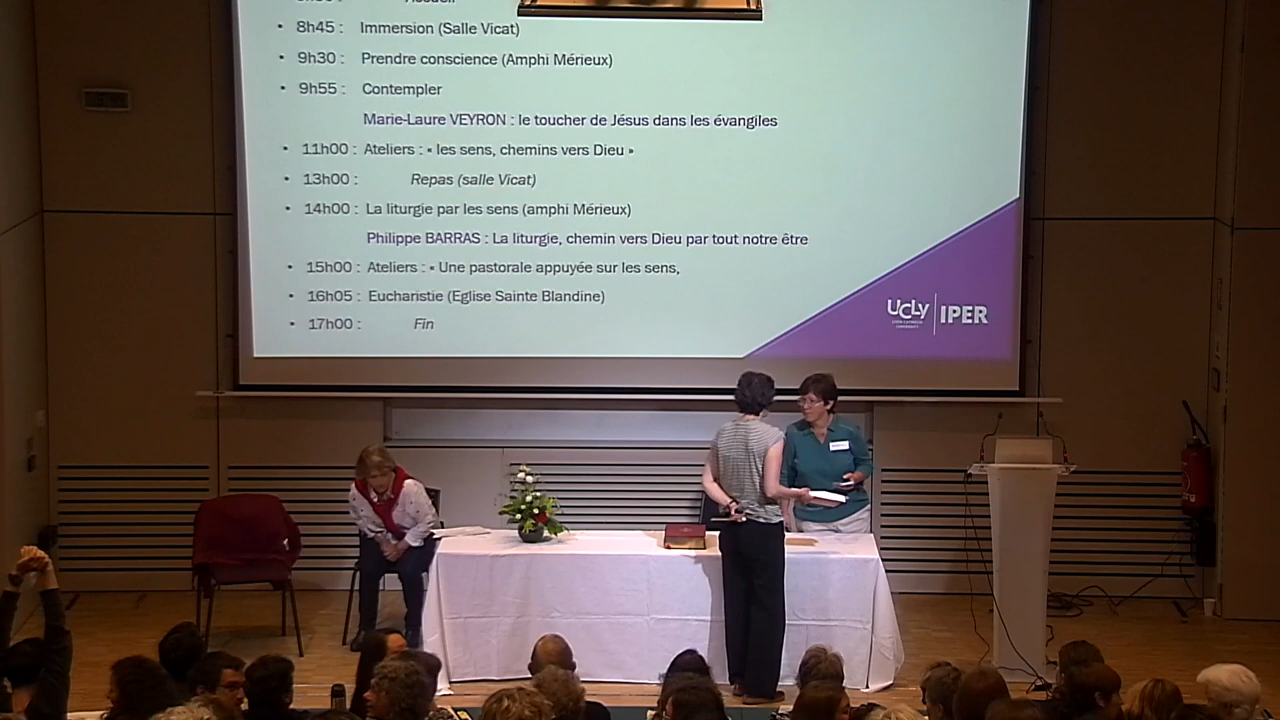 Accueil
• 8h45 : Immersion (Salle Vicat)
• 9h30 : Prendre conscience (Amphi Mérieux)
• 9h55 : Contempler
Marie-Laure VEYRON : le toucher de Jésus dans les évangiles
• 11h00 : Ateliers : « les sens, chemins vers Dieu »
• 13h00 : Repas (salle Vicat)
• 14h00 : La liturgie par les sens (amphi Mérieux)
Philippe BARRAS : La liturgie, chemin vers Dieu par tout notre être
• 15h00 : Ateliers : « Une pastorale appuyée sur les sens,
• 16h05 : Eucharistie (Eglise Sainte Blandine)
• 17h00 : Fin
UCLy IPER